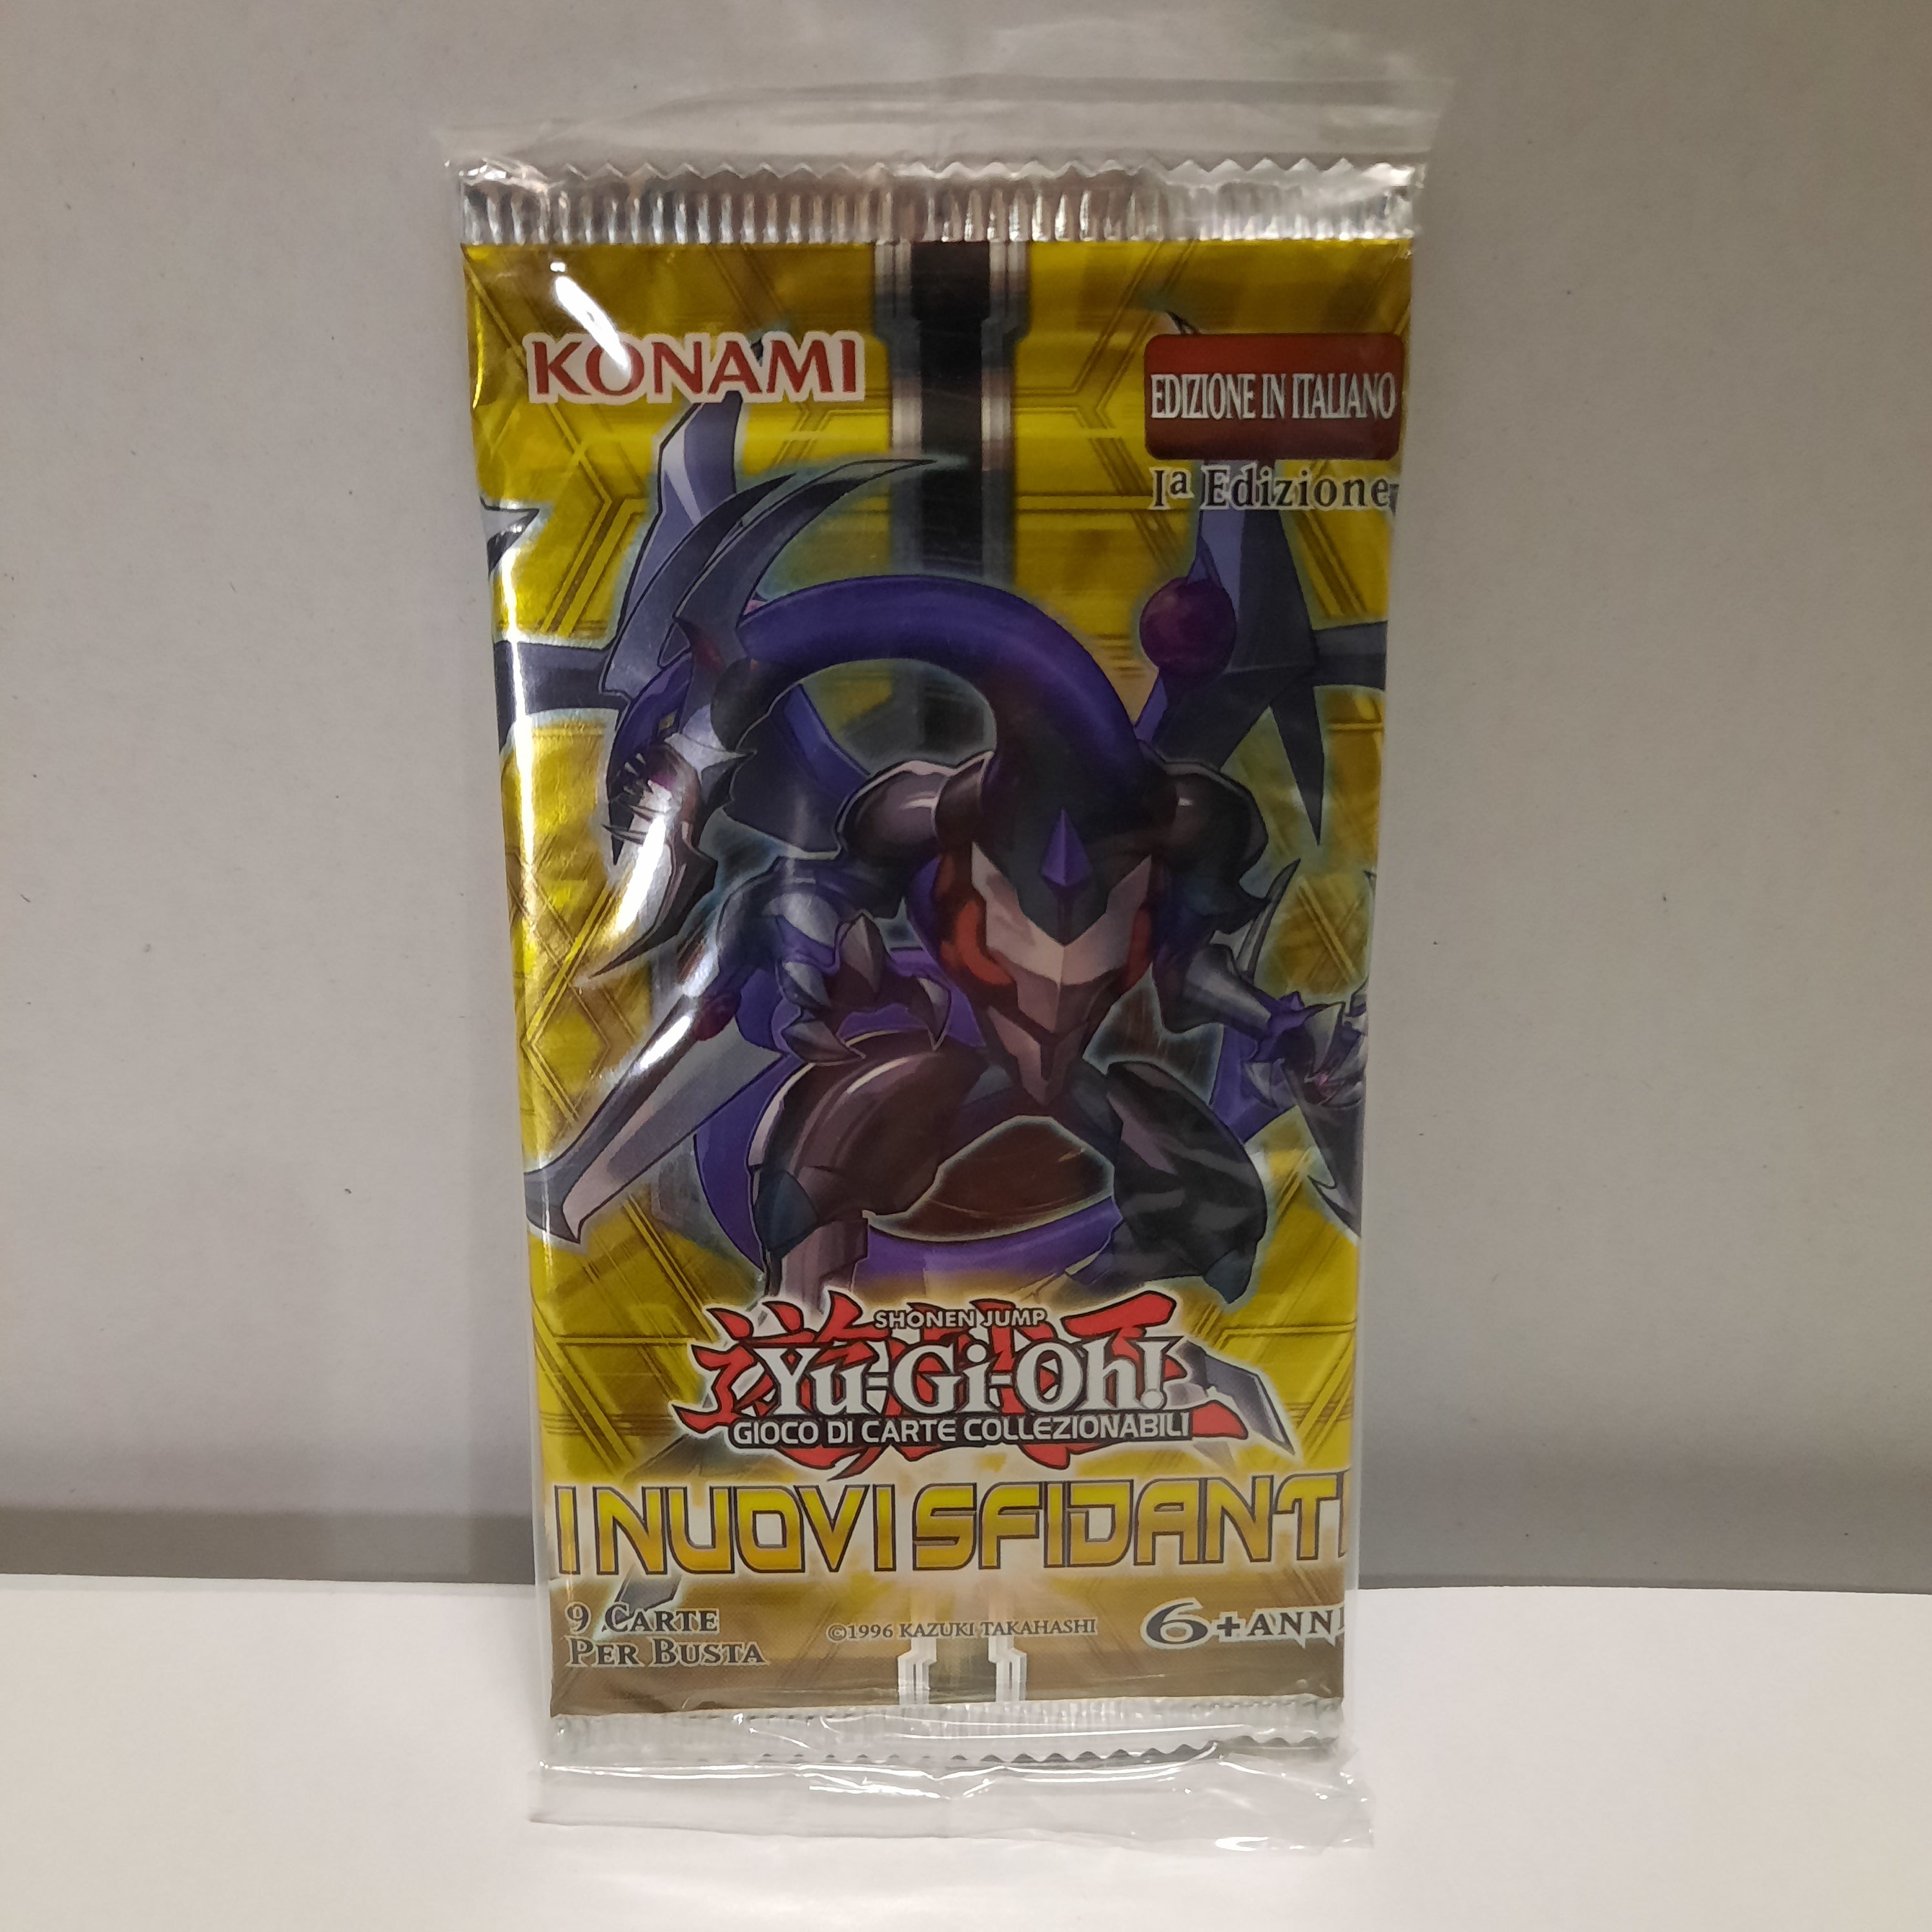 KONAMI
EDIZIONE IN ITALIANO
Iª Edizione
SHONEN JUMP
Yu-Gi-Oh!
GIOCO DI CARTE COLLEZIONABILI
I NUOVI SFIDANTI
9 CARTE
PER BUSTA
©1996 KAZUKI TAKAHASHI
6+ANNI